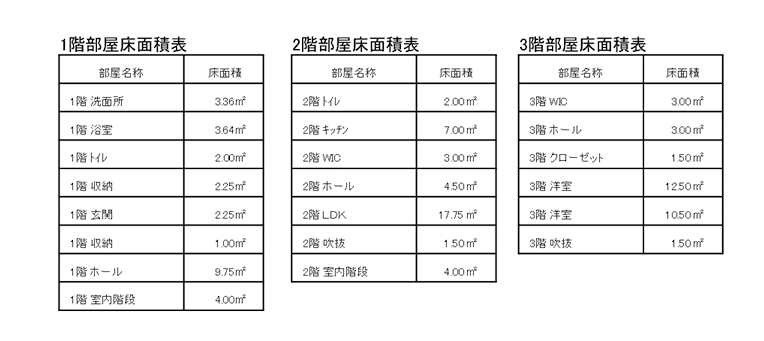 1階部屋床面積表
部屋名称 床面積
1階 洗面所 3.36㎡
1階 浴室 3.64㎡
1階 ﾄｲﾚ 2.00㎡
1階 収納 2.25㎡
1階 玄関 2.25㎡
1階 収納 1.00㎡
1階 ホール 9.75㎡
1階 室内階段 4.00㎡
2階部屋床面積表
部屋名称 床面積
2階 ﾄｲﾚ 2.00㎡
2階 ｷｯﾁﾝ 7.00㎡
2階 WIC 3.00㎡
2階 ホール 4.50㎡
2階 LDK 17.75㎡
2階 吹抜 1.50㎡
2階 室内階段 4.00㎡
3階部屋床面積表
部屋名称 床面積
3階 WIC 3.00㎡
3階 ホール 3.00㎡
3階 クローゼット 1.50㎡
3階 洋室 12.50㎡
3階 洋室 10.50㎡
3階 吹抜 1.50㎡